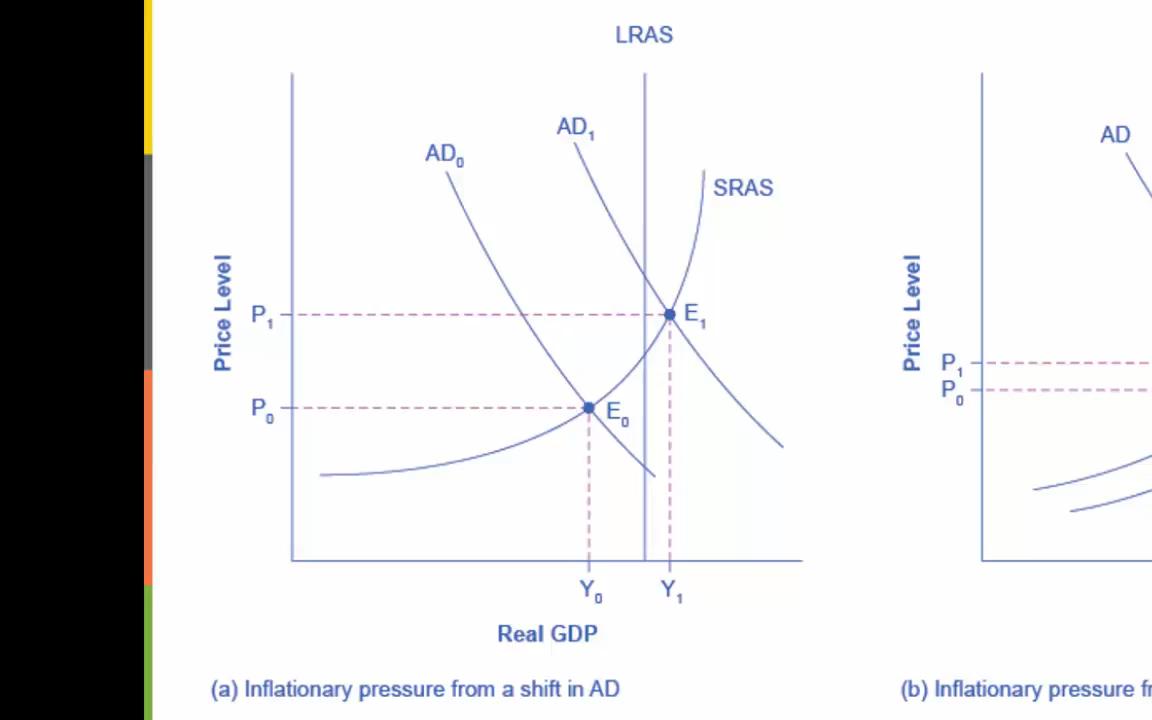 LRAS
AD1
AD0
AD
SRAS
Price Level
P1
E1
P0
E0
Price Level
P1
P0
Y0
Y1
Real GDP
(a) Inflationary pressure from a shift in AD
(b) Inflationary pressure